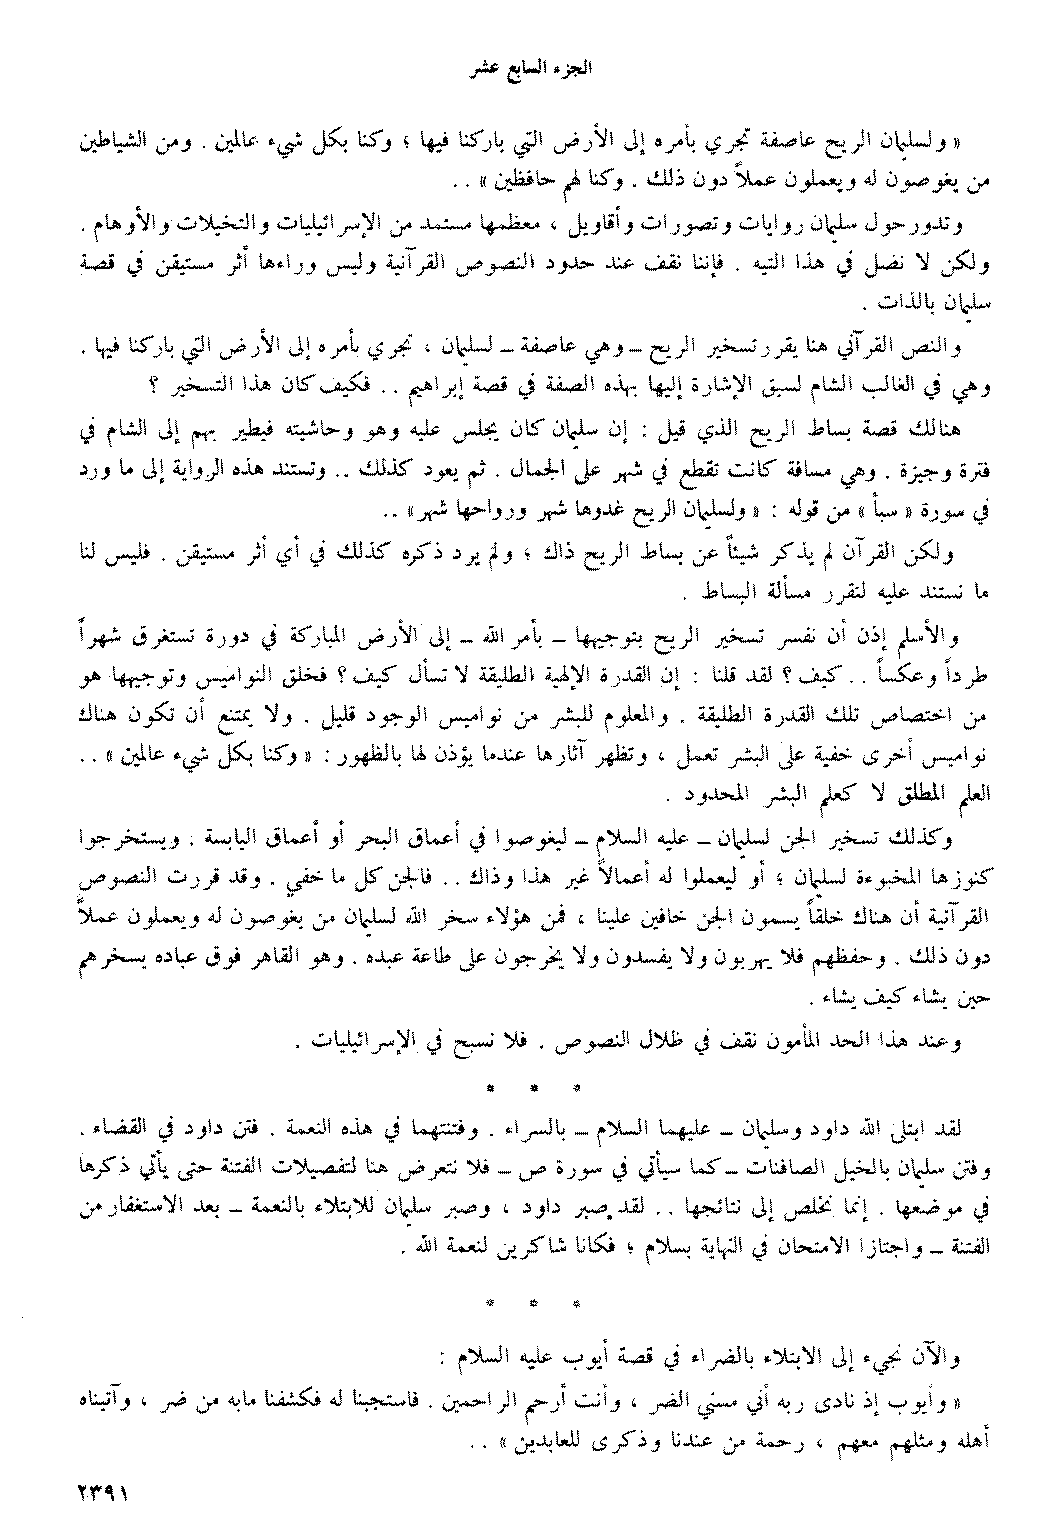 الجزء السابع عشر
« ولسليمان الريح عاصفة تجري بأمره إلى الأرض التي باركنا فيها ؛ وكنا بكل شيء عالمين . ومن الشياطين
من يغوصون له ويعملون عملاً دون ذلك . وكنا لهم حافظين » . .
وتدور حول سليمان روايات وتصورات وأقاويل ، معظمها مستمد من الإسرائيليات والتخيلات والأوهام .
ولكن لا نضل في هذا التيه . فإننا نقف عند حدود النصوص القرآنية وليس وراءها أثر مستيقن في قصة
سليمان بالذات .
والنص القرآني هنا يقرر تسخير الريح – وهي عاصفة – لسليمان ، تجري بأمره إلى الأرض التي باركنا فيها .
وهي في الغالب الشام لسبق الإشارة إليها بهذه الصفة في قصة إبراهيم . . فكيف كان هذا التسخير ؟
هنالك قصة بساط الريح الذي قيل : إن سليمان كان يجلس عليه وهو وحاشيته فيطير بهم إلى الشام في
فترة وجيزة . وهي مسافة كانت تقطع في شهر على الجمال . ثم يعود كذلك . . وتستند هذه الرواية إلى ما ورد
في سورة « سبأ » من قوله : « ولسليمان الريح غدوها شهر ورواحها شهر » . .
ولكن القرآن لم يذكر شيئاً عن بساط الريح ذاك ؛ ولم يرد ذكره كذلك في أي أثر مستيقن . فليس لنا
ما نستند عليه لنقرر مسألة البساط .
والأسلم إذن أن نفسر تسخير الريح بتوجيهها – بأمر الله – إلى الأرض المباركة في دورة تستغرق شهراً
طرداً وعكساً . . كيف ؟ لقد قلنا : إن القدرة الإلهية الطليقة لا تسأل كيف ؟ فخلق النواميس وتوجيهها هو
من اختصاص تلك القدرة الطليقة . والمعلوم للبشر من نواميس الوجود قليل . ولا يمتنع أن تكون هناك
نواميس أخرى خفية على البشر تعمل ، وتظهر آثارها عندما يؤذن لها بالظهور : « وكنا بكل شيء عالمين » . .
العلم المطلق لا كعلم البشر المحدود .
وكذلك تسخير الجن لسليمان – عليه السلام – ليغوصوا في أعماق البحر أو أعماق اليابسة . ويستخرجوا
كنوزها المخبوءة لسليمان ؛ أو ليعملوا له أعمالاً غير هذا وذاك . . فالجن كل ما خفي . وقد قررت النصوص
القرآنية أن هناك خلقاً يسمون الجن خافين علينا ، فمن هؤلاء سخر الله لسليمان من يغوصون له ويعملون عملاً
دون ذلك . وحفظهم فلا يهربون ولا يفسدون ولا يخرجون على طاعة عبده . وهو القاهر فوق عباده يسخرهم
حين يشاء كيف يشاء .
وعند هذا الحد المأمون نقف في ظلال النصوص . فلا نسبح في الإسرائيليات .
* * *
لقد ابتلى الله داود وسليمان – عليهما السلام – بالسراء . وفتنتهما في هذه النعمة . فتن داود في القضاء .
وفتن سليمان بالخيل الصافنات – كما سيأتي في سورة ص – فلا نتعرض هنا لتفصيلات الفتنة حتى يأتي ذكرها
في موضعها . إنما نخلص إلى نتائجها . . لقد صبر داود ، وصبر سليمان للابتلاء بالنعمة – بعد الاستغفار من
الفتنة – واجتازا الامتحان في النهاية بسلام ؛ فكانا شاكرين لنعمة الله .
* * *
والآن نجيء إلى الابتلاء بالضراء في قصة أيوب عليه السلام :
« وأيوب إذ نادى ربه أني مسني الضر ، وأنت أرحم الراحمين . فاستجبنا له فكشفنا مابه من ضر ، وآتيناه
أهله ومثلهم معهم ، رحمة من عندنا وذكرى للعابدين » . .
٢٣٩١